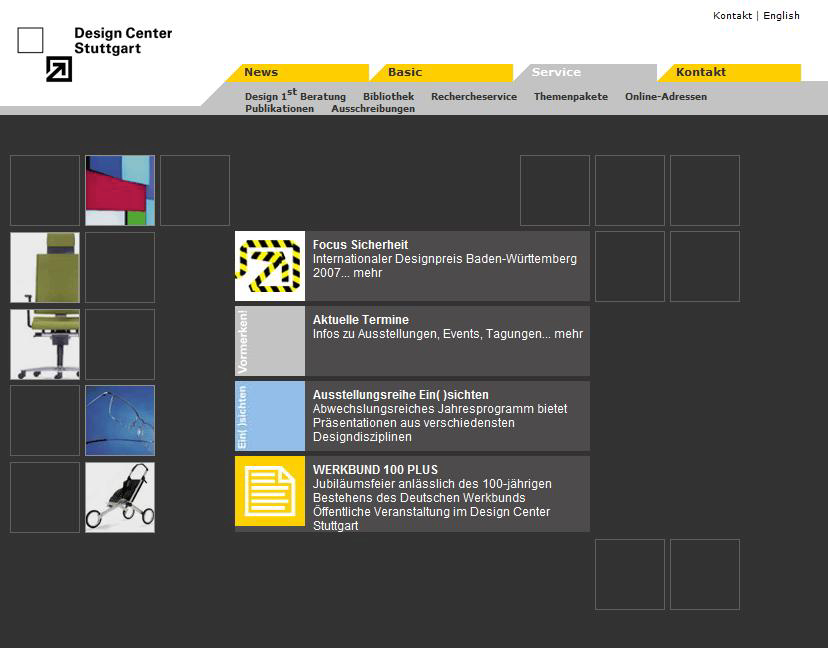 Kontakt | English
Design Center
Stuttgart
News
Basic
Service
Kontakt
Design 1st Beratung Bibliothek Rechercheservice Themenpakete Online-Adressen
Publikationen Ausschreibungen
Focus Sicherheit
Internationaler Designpreis Baden-Württemberg
2007... mehr
Vormerken!
Aktuelle Termine
Infos zu Ausstellungen, Events, Tagungen... mehr
Ein( )sichten
Ausstellungsreihe Ein( )sichten
Abwechslungsreiches Jahresprogramm bietet
Präsentationen aus verschiedensten
Designdisziplinen
WERKBUND 100 PLUS
Jubiläumsfeier anlässlich des 100-jährigen
Bestehens des Deutschen Werkbunds
Öffentliche Veranstaltung im Design Center
Stuttgart